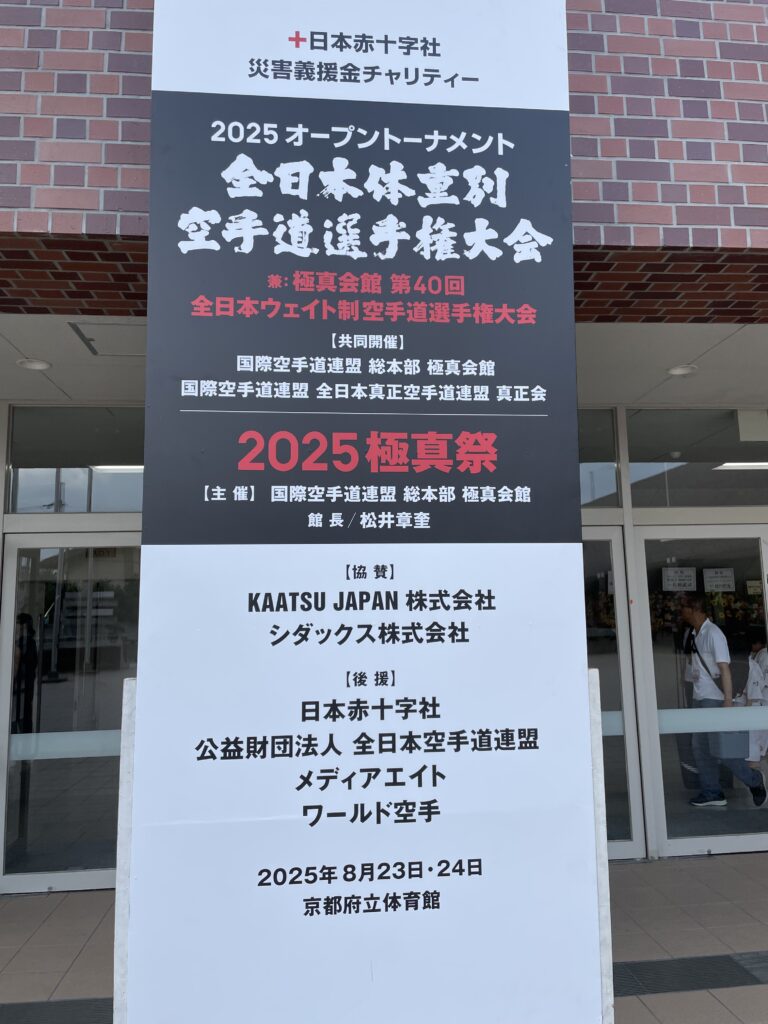 +日本赤十字社
災害義援金チャリティー
2025 オープントーナメント
全日本体重別
空手道選手権大会
兼: 極真会館 第40回
全日本ウェイト制空手道選手権大会
【共同開催】
国際空手道連盟 総本部 極真会館
国際空手道連盟 全日本真正空手道連盟 真正会
2025極真祭
【主 催】 国際空手道連盟 総本部 極真会館
館 長 / 松井章奎
【協 賛】
KAATSU JAPAN 株式会社
シダックス株式会社
【後 援】
日本赤十字社
公益財団法人 全日本空手道連盟
メディアエイト
ワールド空手
2025年8月23日・24日
京都府立体育館